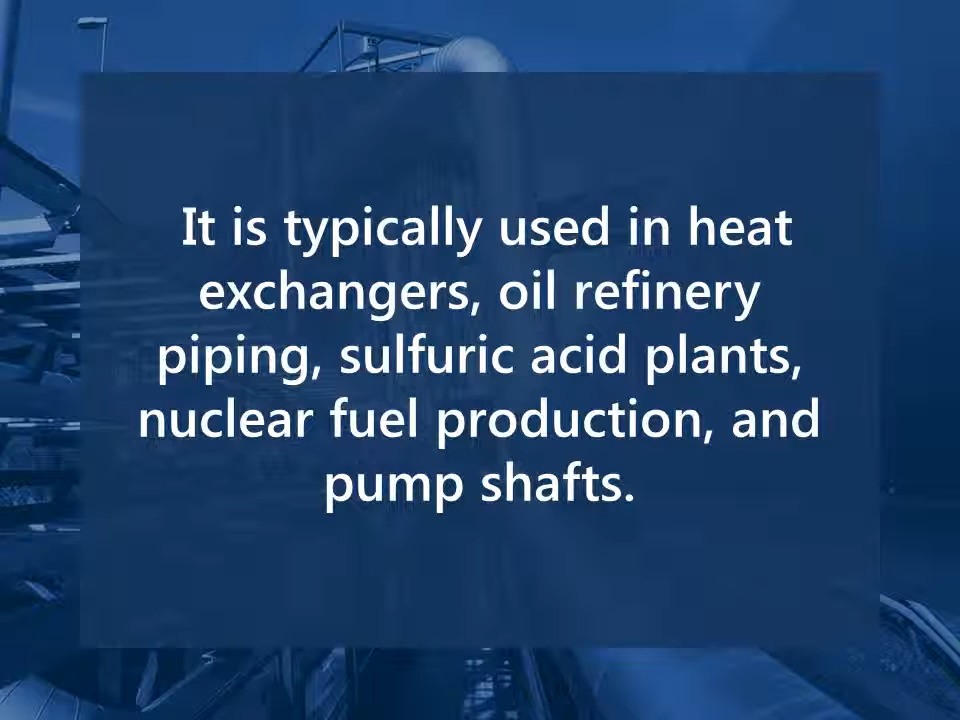 It is typically used in heat
exchangers, oil refinery
piping, sulfuric acid plants,
nuclear fuel production, and
pump shafts.